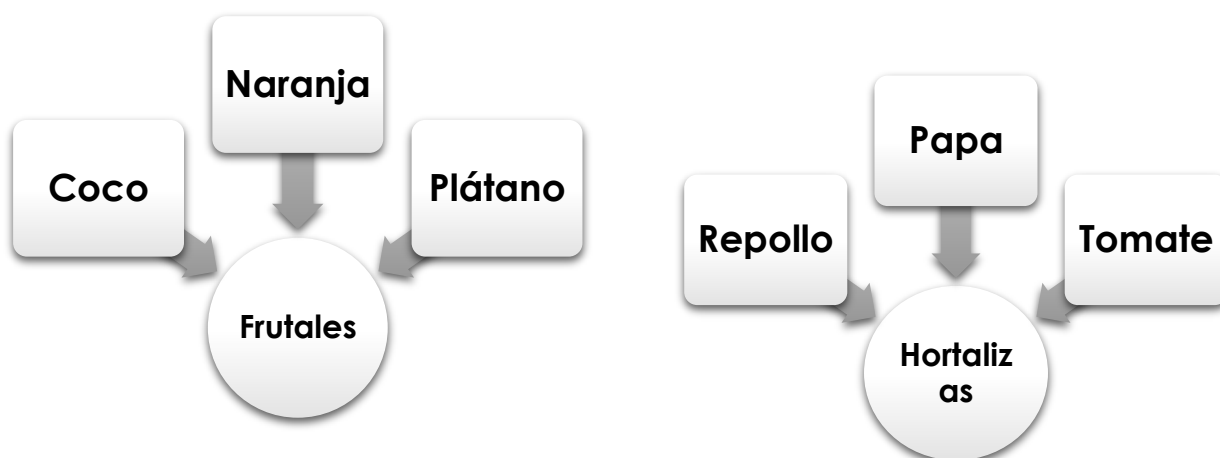 Naranja
Coco
Plátano
Frutales
Papa
Repollo
Tomate
Hortaliz
as